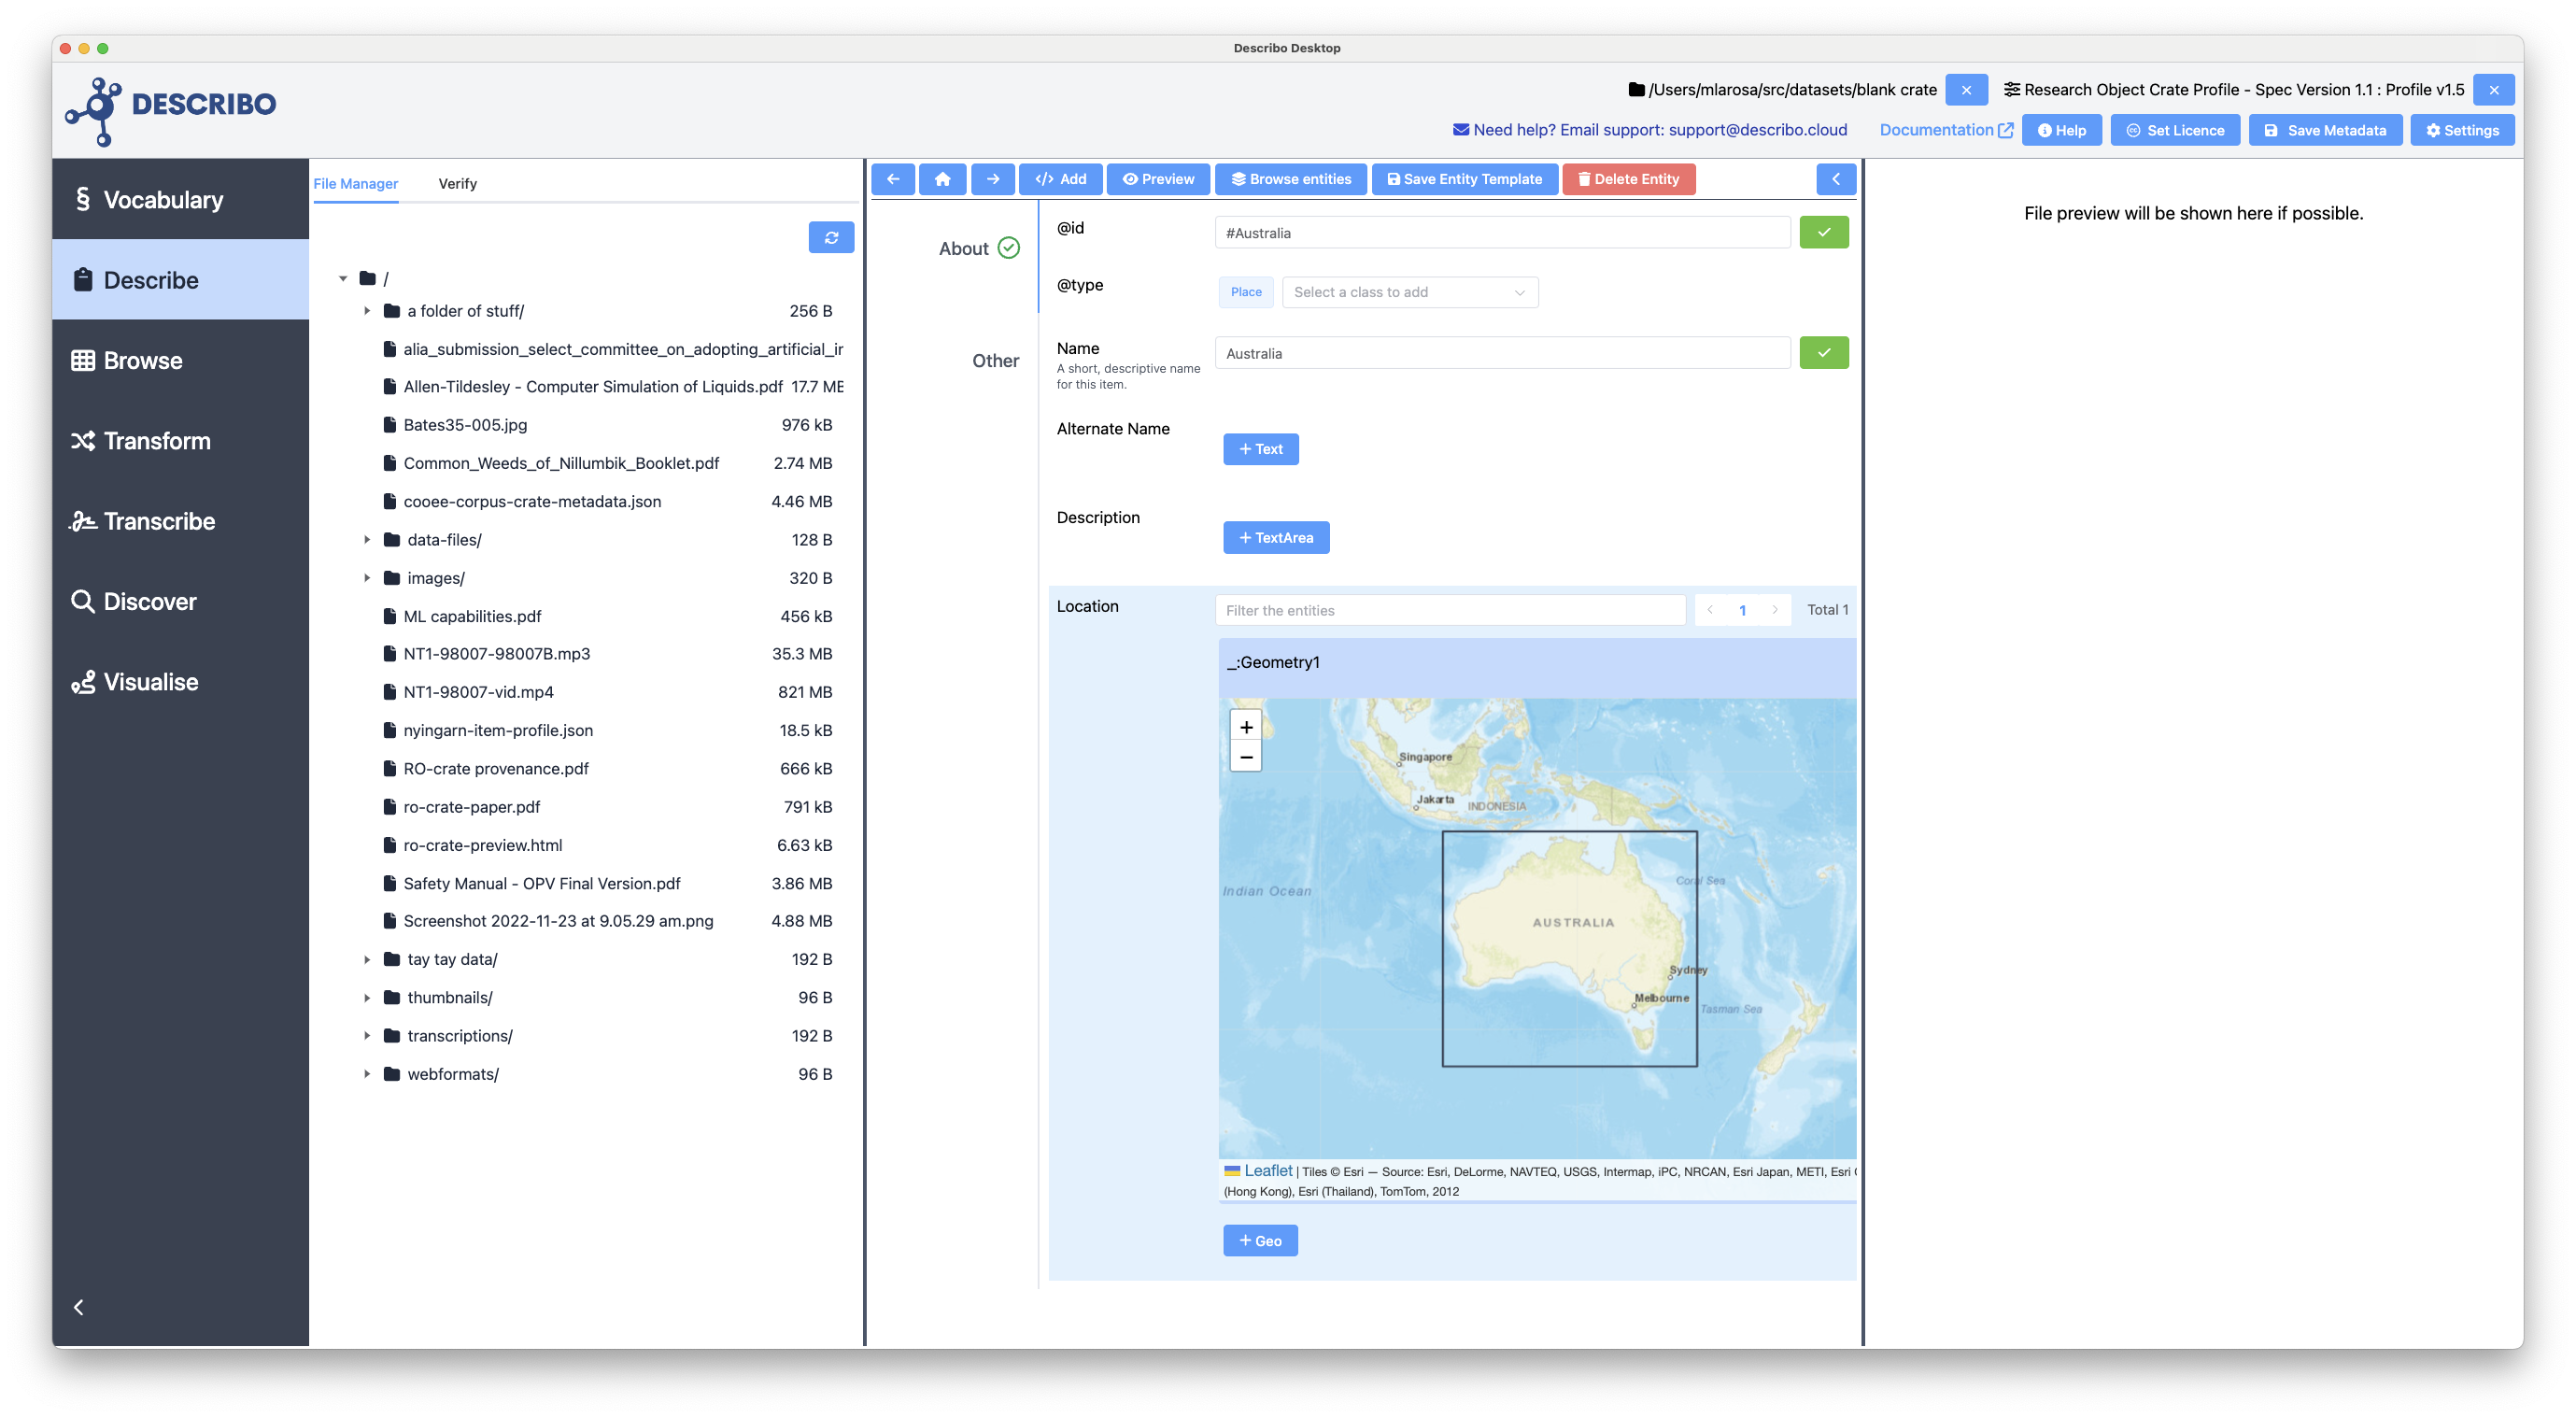 Describo Desktop
DESCRIBO
/Users/mlarosa/src/datasets/blank crate
Research Object Crate Profile - Spec Version 1.1 : Profile v1.5
Need help? Email support: support@describo.cloud
Documentation
Help
Set Licence
Save Metadata
Settings
§ Vocabulary
Describe
Browse
Transform
Transcribe
Discover
Visualise
File Manager
Verify
/
a folder of stuff/ 256 B
alia_submission_select_committee_on_adopting_artificial_ir
Allen-Tildesley - Computer Simulation of Liquids.pdf 17.7 ME
Bates35-005.jpg 976 kB
Common_Weeds_of_Nillumbik_Booklet.pdf 2.74 MB
cooee-corpus-crate-metadata.json 4.46 MB
data-files/ 128 B
images/ 320 B
ML capabilities.pdf 456 kB
NT1-98007-98007B.mp3 35.3 MB
NT1-98007-vid.mp4 821 MB
nyingarn-item-profile.json 18.5 kB
RO-crate provenance.pdf 666 kB
ro-crate-paper.pdf 791 kB
ro-crate-preview.html 6.63 kB
Safety Manual - OPV Final Version.pdf 3.86 MB
Screenshot 2022-11-23 at 9.05.29 am.png 4.88 MB
tay tay data/ 192 B
thumbnails/ 96 B
transcriptions/ 192 B
webformats/ 96 B
</> Add
Preview
Browse entities
Save Entity Template
Delete Entity
About
Other
@id
#Australia
@type
Place
Select a class to add
Name
A short, descriptive name
for this item.
Australia
Alternate Name
+ Text
Description
+ TextArea
Location
Filter the entities
1
Total 1
_:Geometry1
+
−
Singapore
Jakarta
INDONESIA
Indian Ocean
Coral Sea
AUSTRALIA
Sydney
Melbourne
Tasman Sea
Leaflet | Tiles © Esri — Source: Esri, DeLorme, NAVTEQ, USGS, Intermap, iPC, NRCAN, Esri Japan, METI, Esri
(Hong Kong), Esri (Thailand), TomTom, 2012
+ Geo
File preview will be shown here if possible.